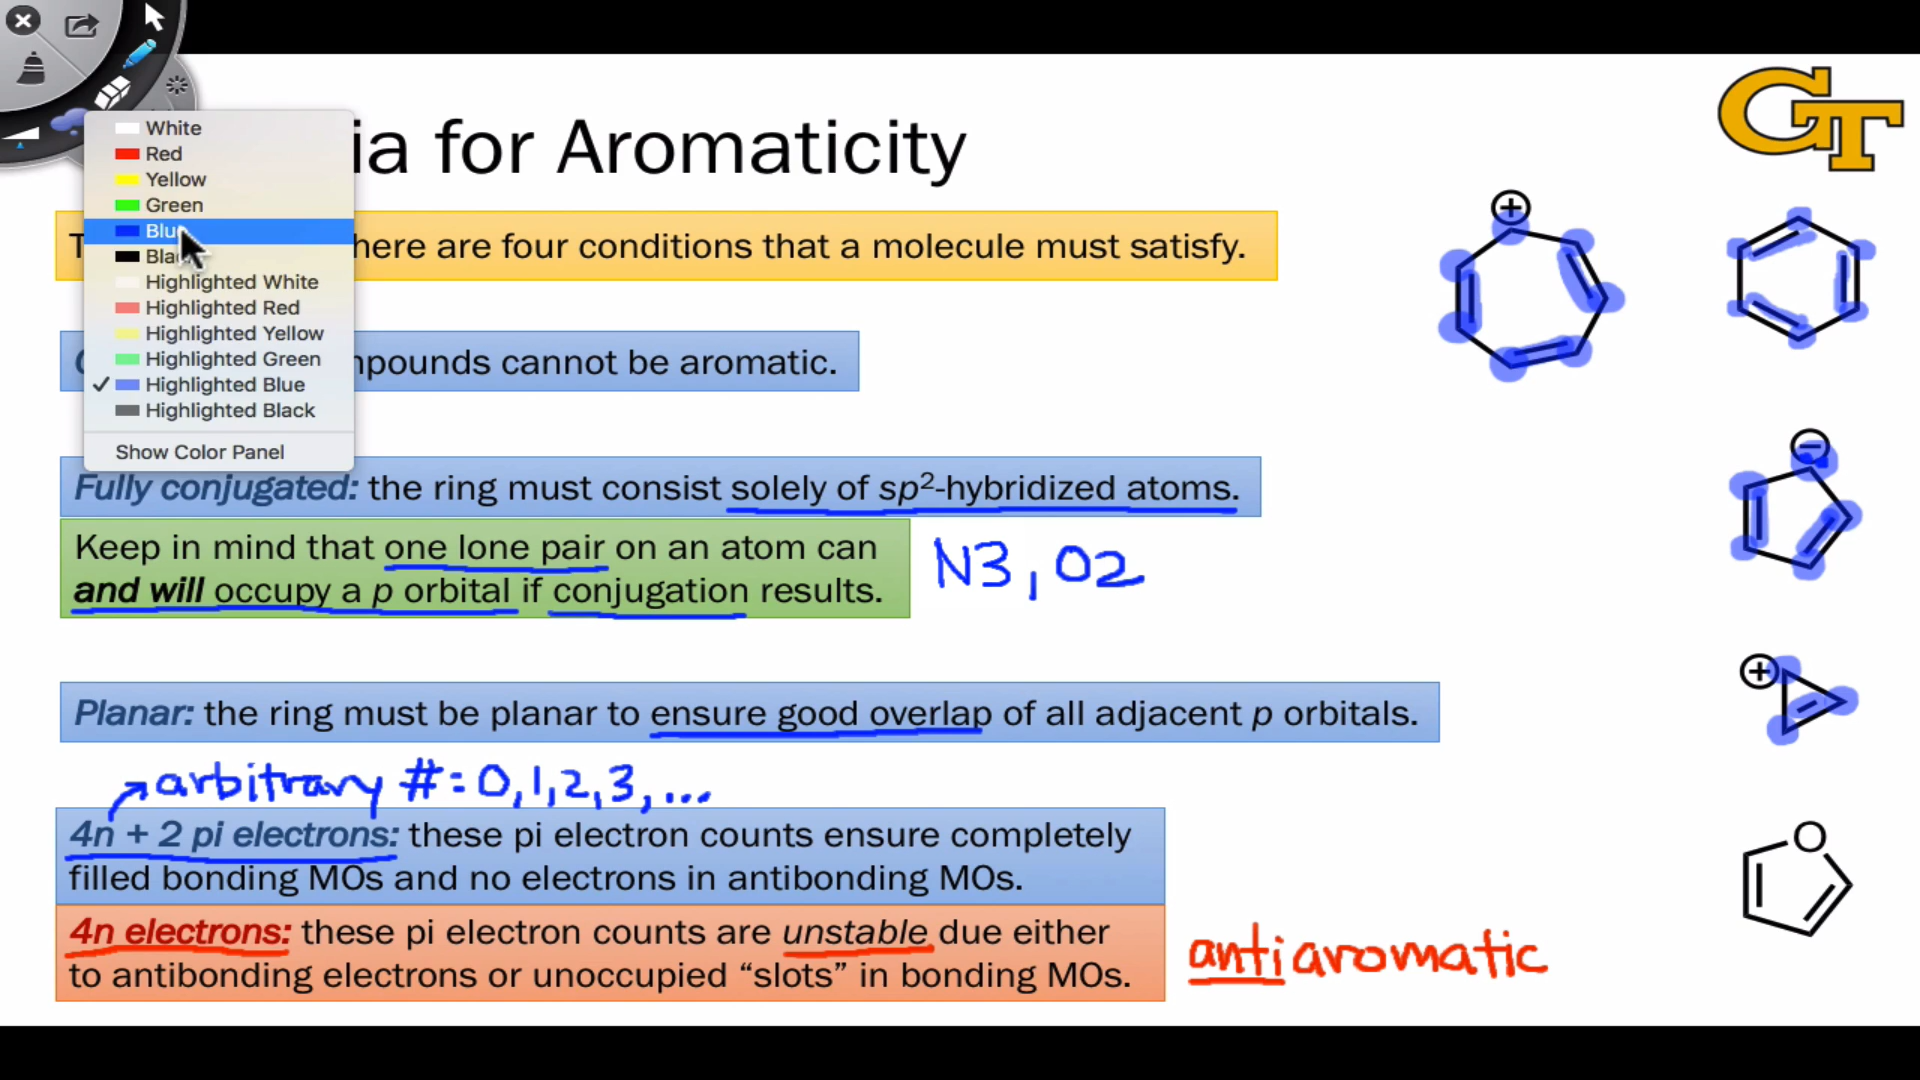 White
Red
Yellow
Green
Blu
Bla
Highlighted White
Highlighted Red
Highlighted Yellow
Highlighted Green
Highlighted Blue
Highlighted Black
Show Color Panel
ia for Aromaticity
GT
T here are four conditions that a molecule must satisfy.
C mpounds cannot be aromatic.
Fully conjugated: the ring must consist solely of sp²-hybridized atoms.
Keep in mind that one lone pair on an atom can
and will occupy a p orbital if conjugation results.
N3, O2
Planar: the ring must be planar to ensure good overlap of all adjacent p orbitals.
arbitrary #: 0,1,2,3,...
4n + 2 pi electrons: these pi electron counts ensure completely
filled bonding MOs and no electrons in antibonding MOs.
4n electrons: these pi electron counts are unstable due either
to antibonding electrons or unoccupied “slots” in bonding MOs.
antiaromatic
+
−
+
O